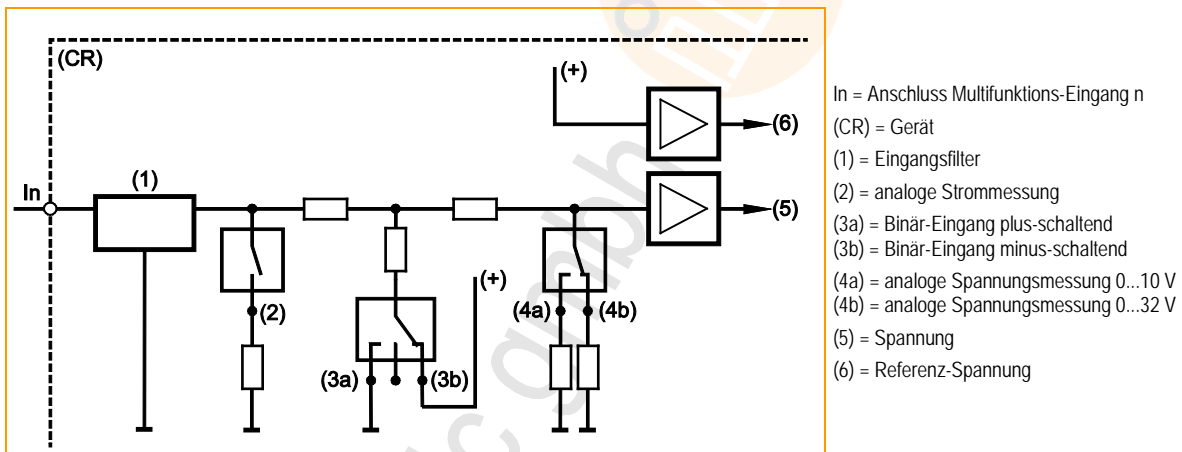 (CR)
(+)
(6)
In
(1)
(5)
(2)
(+)
(4a)
(4b)
(3a)
(3b)
In = Anschluss Multifunktions-Eingang n
(CR) = Gerät
(1) = Eingangsfilter
(2) = analoge Strommessung
(3a) = Binär-Eingang plus-schaltend
(3b) = Binär-Eingang minus-schaltend
(4a) = analoge Spannungsmessung 0...10 V
(4b) = analoge Spannungsmessung 0...32 V
(5) = Spannung
(6) = Referenz-Spannung
c gmbh